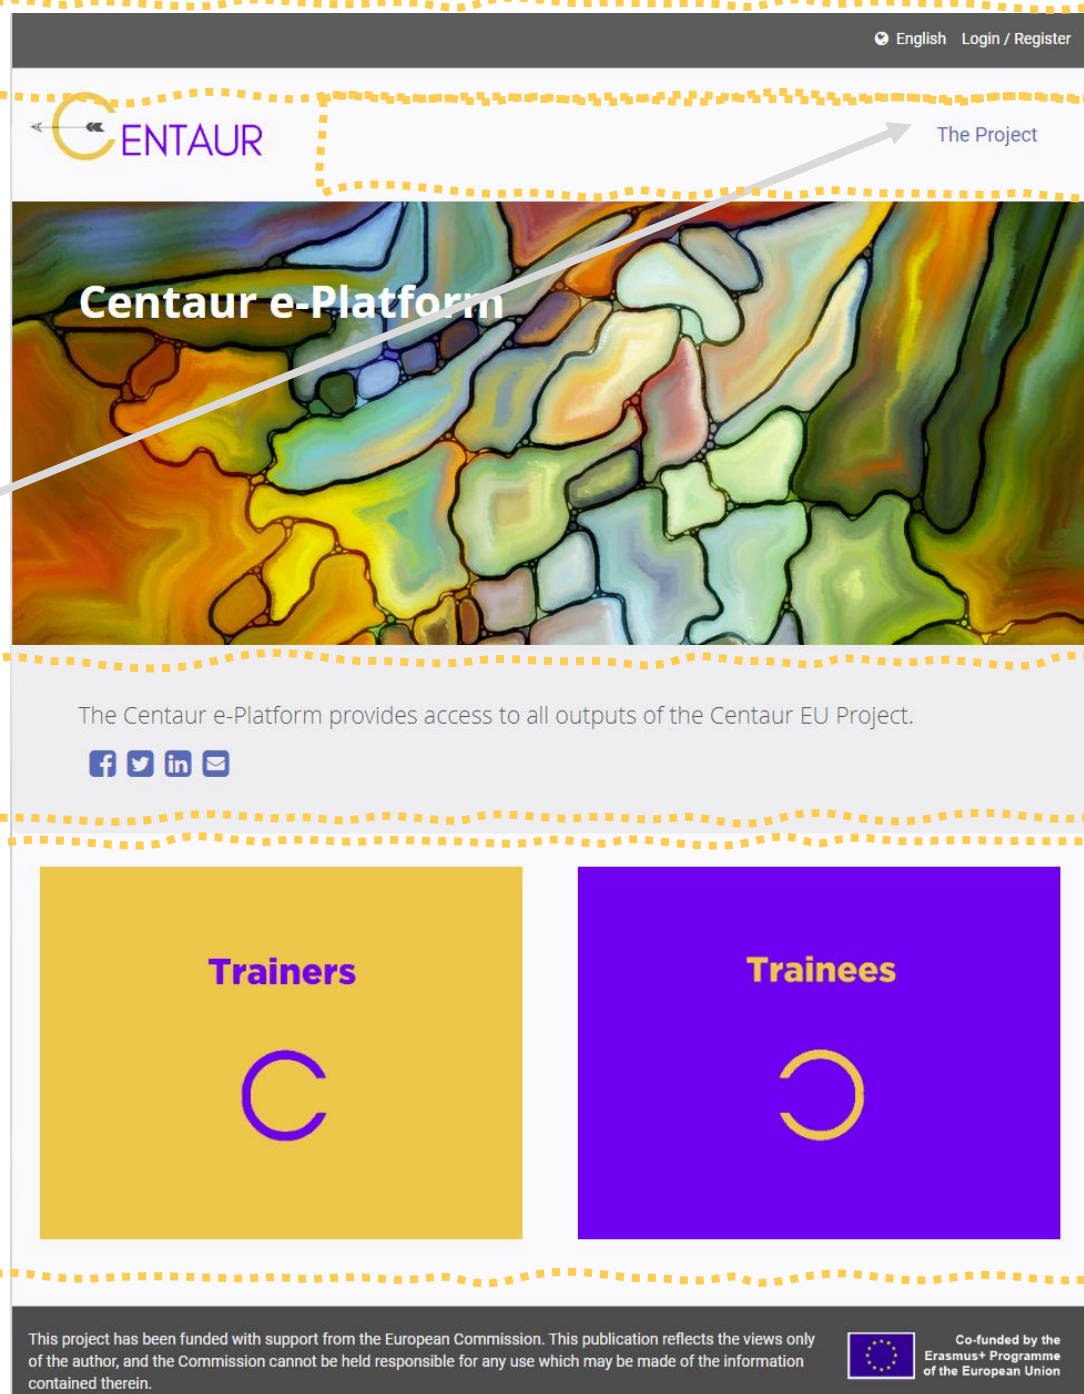 English Login / Register
CENTAUR
The Project
Centaur e-Platform
The Centaur e-Platform provides access to all outputs of the Centaur EU Project.
Trainers
Trainees
This project has been funded with support from the European Commission. This publication reflects the views only
of the author, and the Commission cannot be held responsible for any use which may be made of the information
contained therein.
Co-funded by the
Erasmus+ Programme
of the European Union